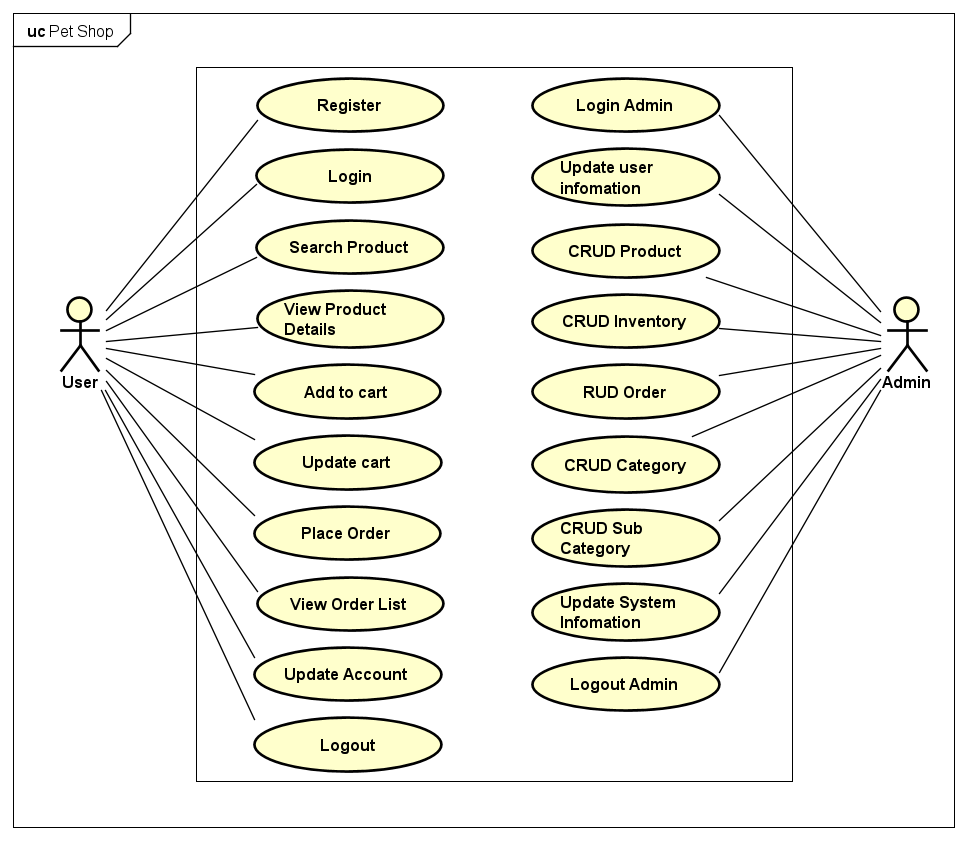 uc Pet Shop
Register
Login
Search Product
View Product
Details
Add to cart
Update cart
Place Order
View Order List
Update Account
Logout
Login Admin
Update user
infomation
CRUD Product
CRUD Inventory
RUD Order
CRUD Category
CRUD Sub
Category
Update System
Infomation
Logout Admin
User
Admin